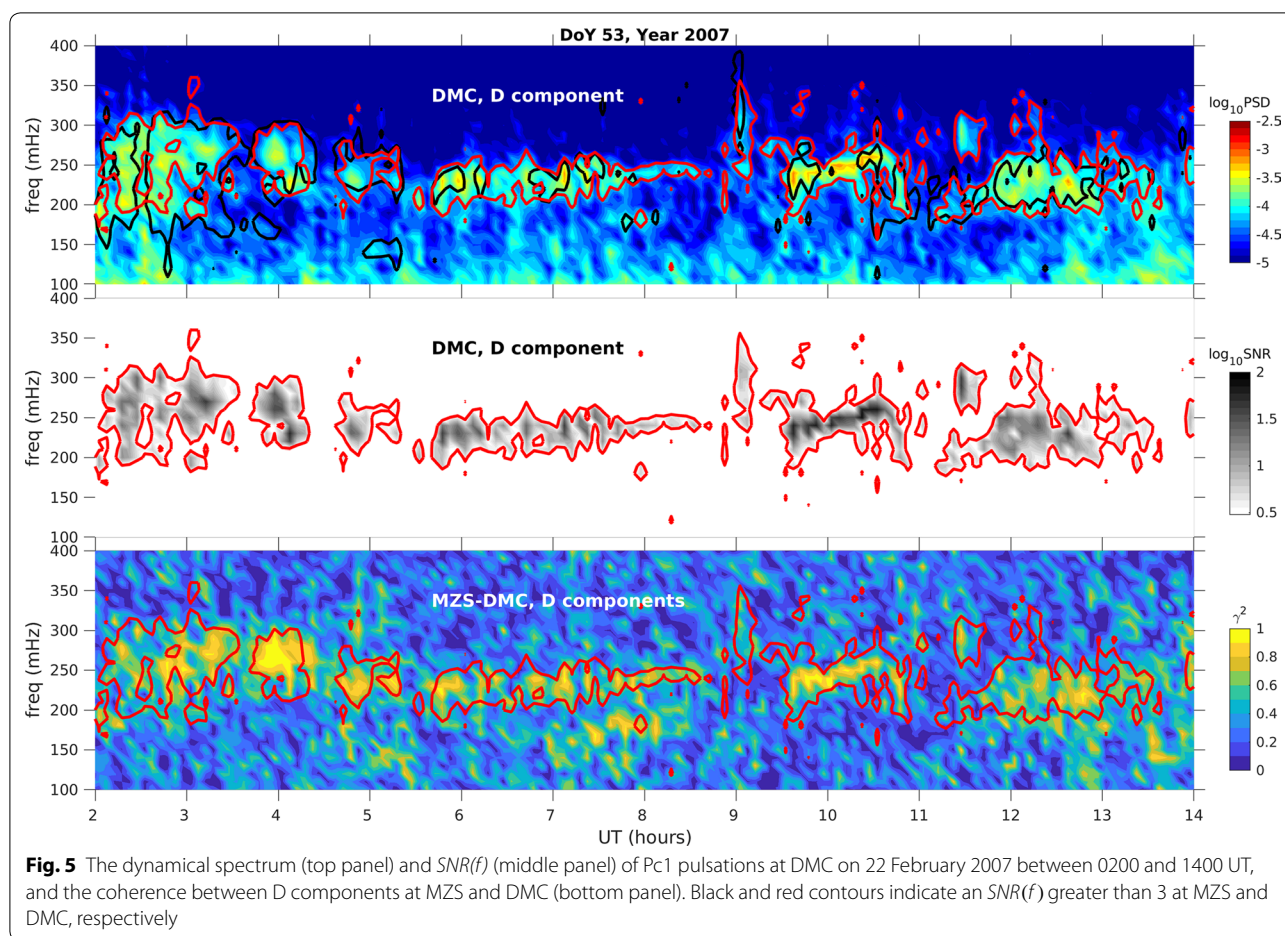 DoY 53, Year 2007
400
350
300
250
200
150
100
freq (mHz)
DMC, D component
log10PSD
-2.5
-3
-3.5
-4
-4.5
-5
400
350
300
250
200
150
100
freq (mHz)
DMC, D component
log10SNR
2
1.5
1
0.5
400
350
300
250
200
150
100
freq (mHz)
MZS-DMC, D components
γ²
1
0.8
0.6
0.4
0.2
0
2 3 4 5 6 7 8 9 10 11 12 13 14
UT (hours)
Fig. 5 The dynamical spectrum (top panel) and SNR(f) (middle panel) of Pc1 pulsations at DMC on 22 February 2007 between 0200 and 1400 UT,
and the coherence between D components at MZS and DMC (bottom panel). Black and red contours indicate an SNR(f) greater than 3 at MZS and
DMC, respectively